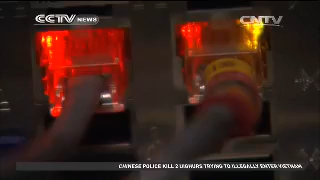 CCTV NEWS
CNTV
CHINESE POLICE KILL 2 UIGHURS TRYING TO ILLEGALLY ENTER VIETNAM